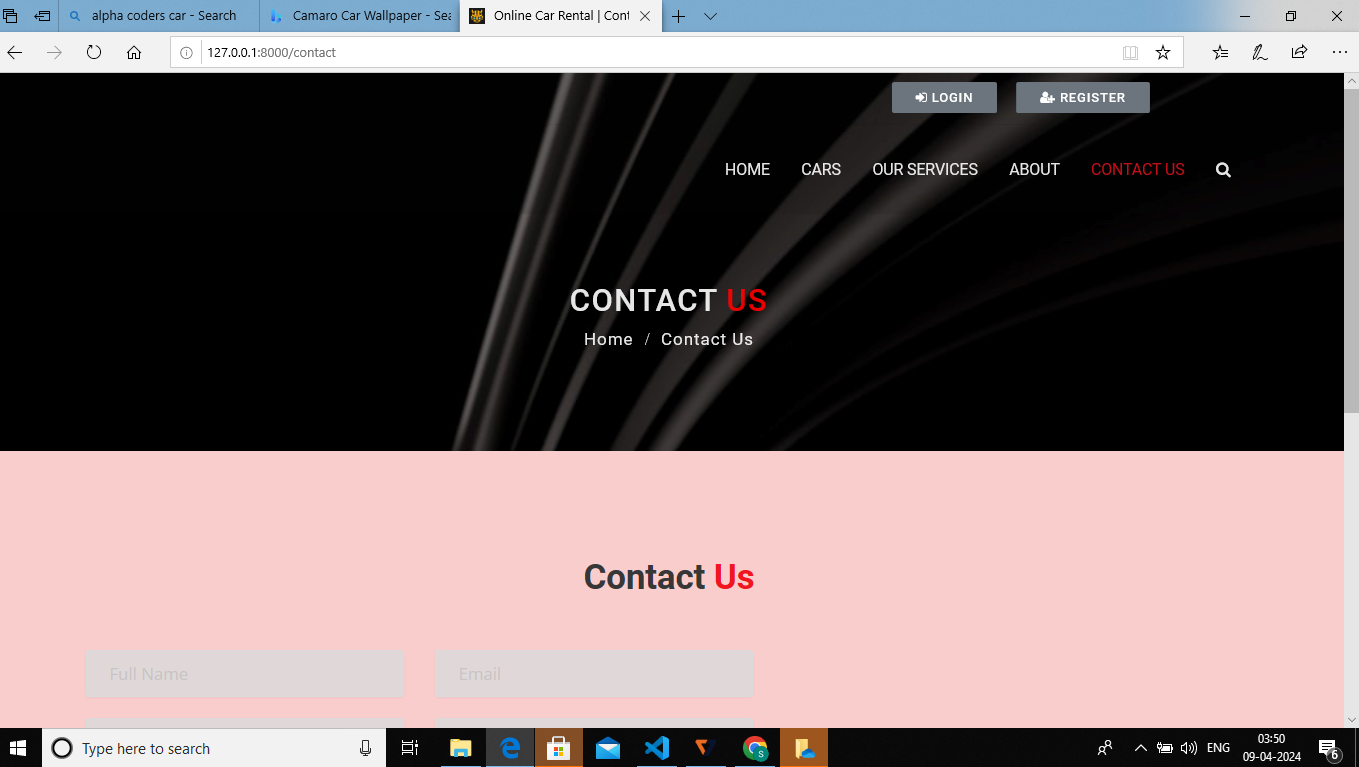 alpha coders car - Search
Camaro Car Wallpaper - Sea
Online Car Rental | Cont
127.0.0.1:8000/contact
LOGIN
REGISTER
HOME
CARS
OUR SERVICES
ABOUT
CONTACT US
CONTACT US
Home / Contact Us
Contact Us
Full Name
Email
Type here to search
ENG
03:50
09-04-2024
6